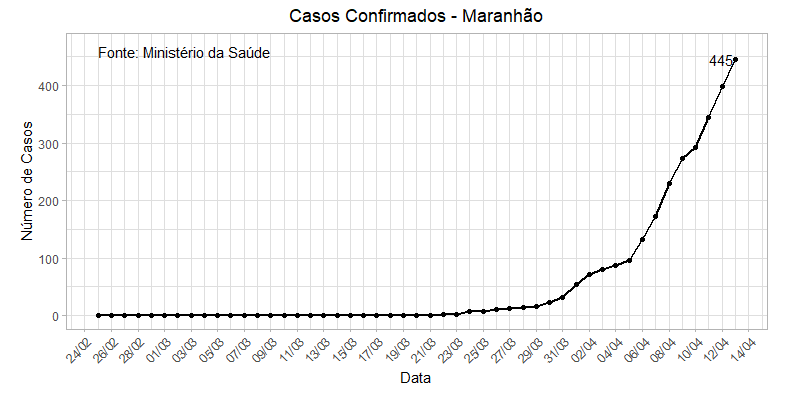 Casos Confirmados - Maranhão
Fonte: Ministério da Saúde
445
Número de Casos
400
300
200
100
0
24/02 26/02 28/02 01/03 03/03 05/03 07/03 09/03 11/03 13/03 15/03 17/03 19/03 21/03 23/03 25/03 27/03 29/03 31/03 02/04 04/04 06/04 08/04 10/04 12/04 14/04
Data